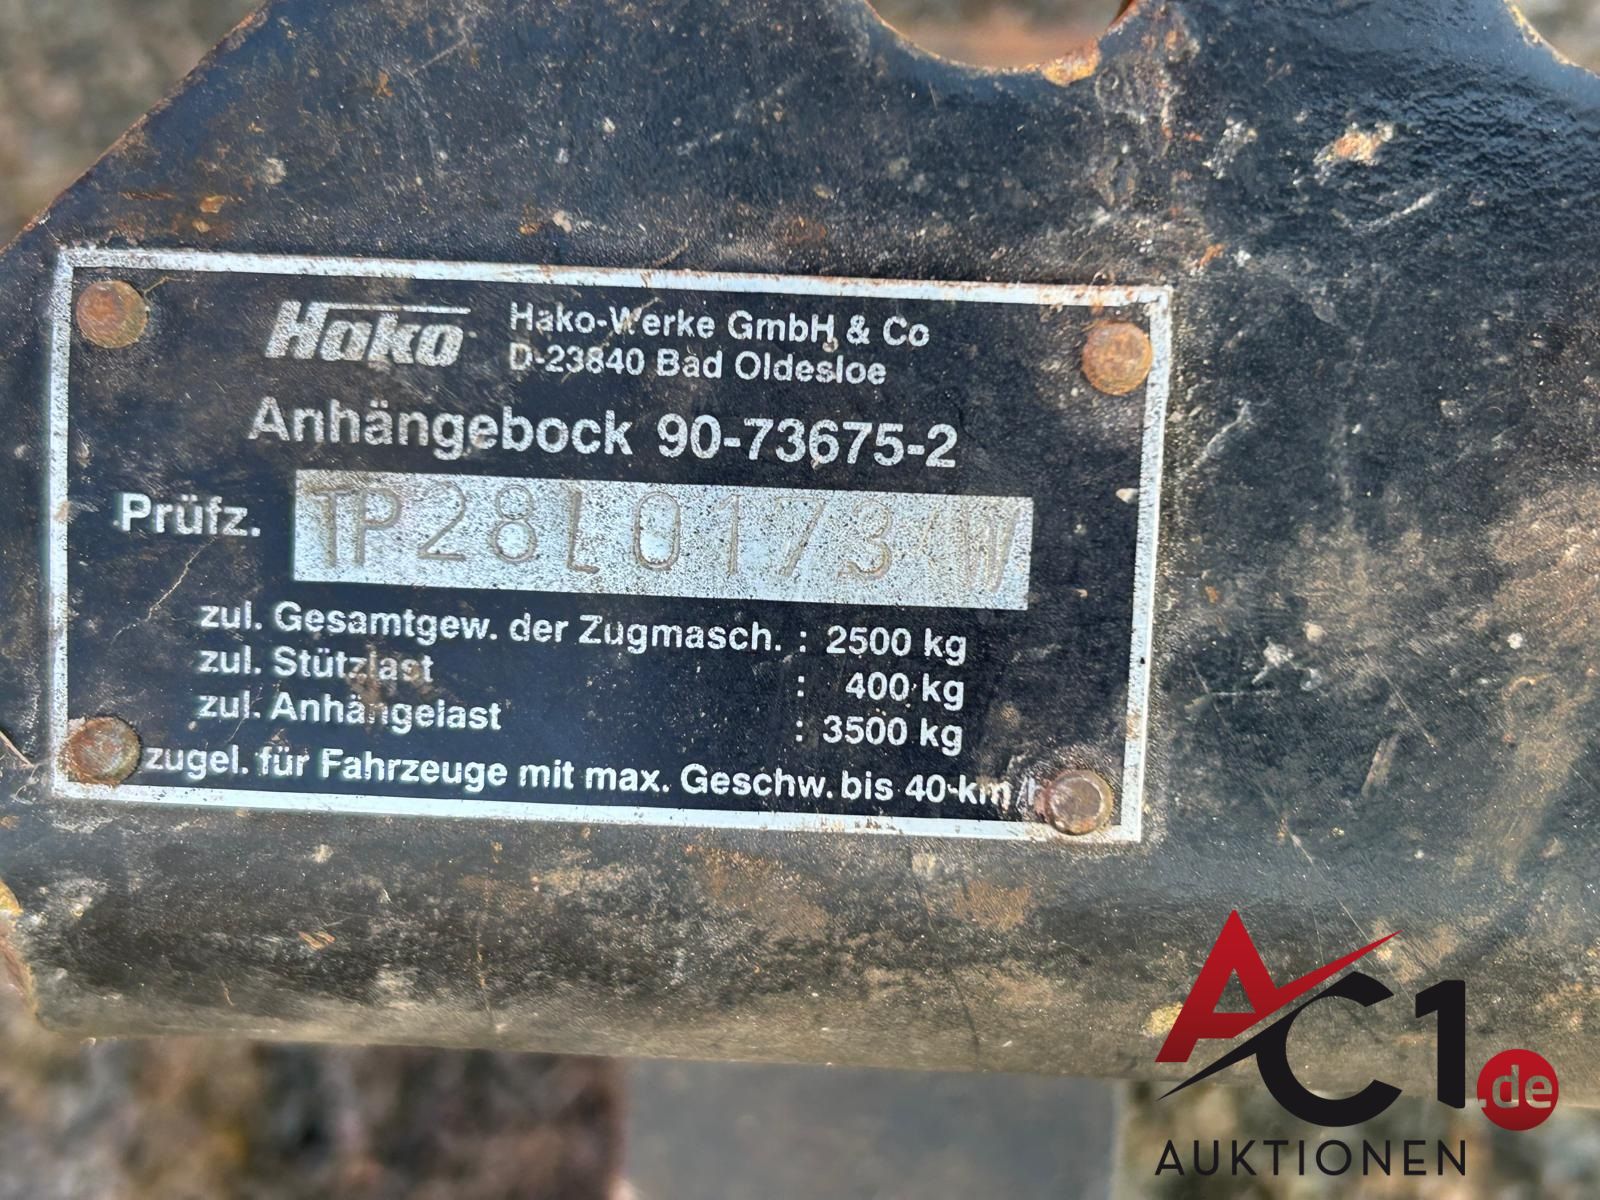 Hako
Hako-Werke GmbH & Co
D-23840 Bad Oldesloe
Anhängebock 90-73675-2
Prüfz.
TP28L0173
zul. Gesamtgew. der Zugmasch. : 2500 kg
zul. Stützlast : 400 kg
zul. Anhängelast : 3500 kg
zugel. für Fahrzeuge mit max. Geschw. bis 40 km/h
AC1.de
AUKTIONEN